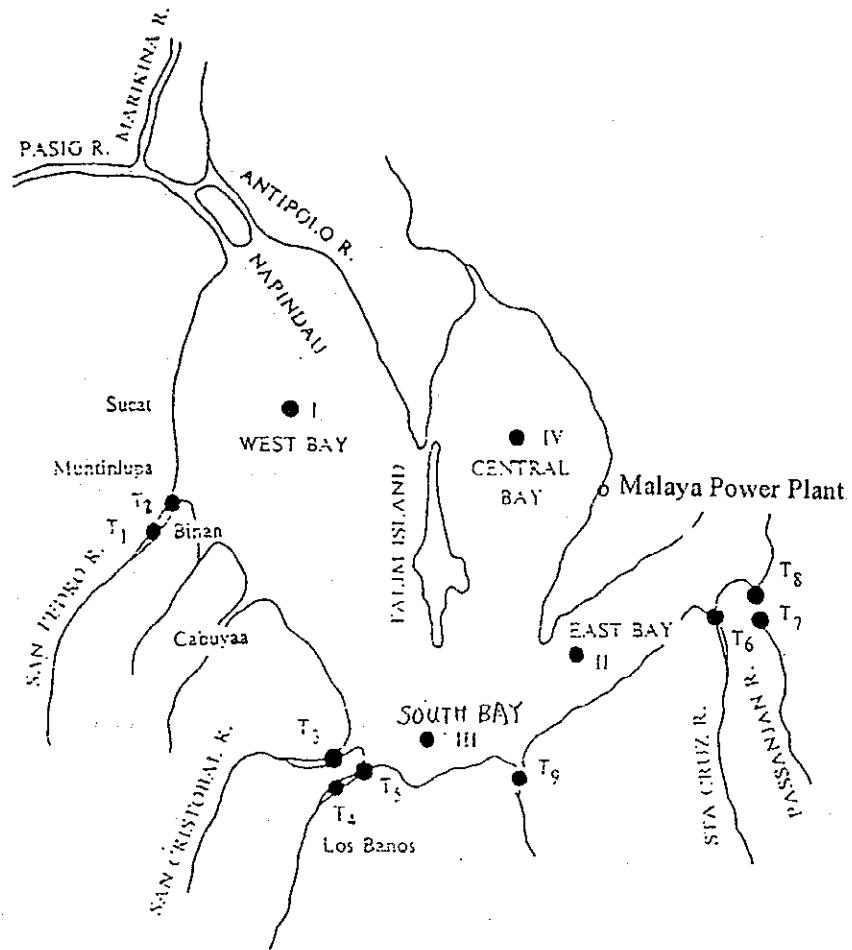 MARIKINA R.
PASIG R.
ANTIPOLO R.
NAPINDAU
Sucat
I
WEST BAY
IV
CENTRAL
BAY
Muntinlupa
Malaya Power Plant
T2
T1
Binan
SAN PEDRO R.
TALIM ISLAND
T8
T7
T6
EAST BAY
II
Cabuyaa
SOUTH BAY
III
T3
T5
T9
T4
SAN CRISTOBAL R.
Los Banos
STA CRUZ R.
PASSANJAN R.